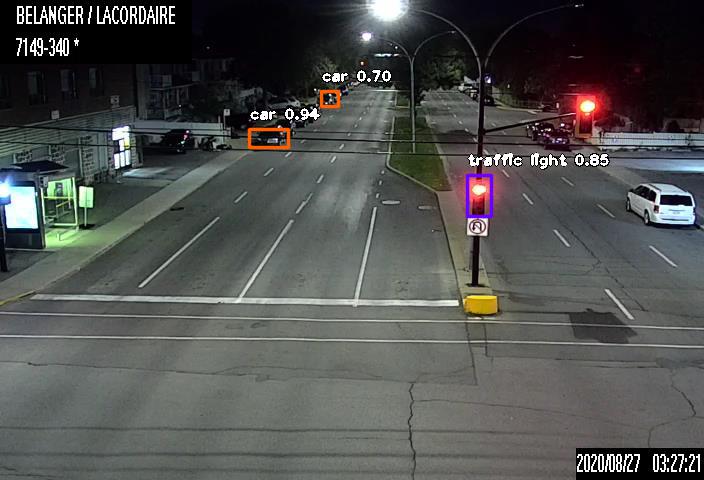 BELANGER / LACORDAIRE
7149-340 *
car 0.70
car 0.94
traffic light 0.85
2020/08/27 03:27:21